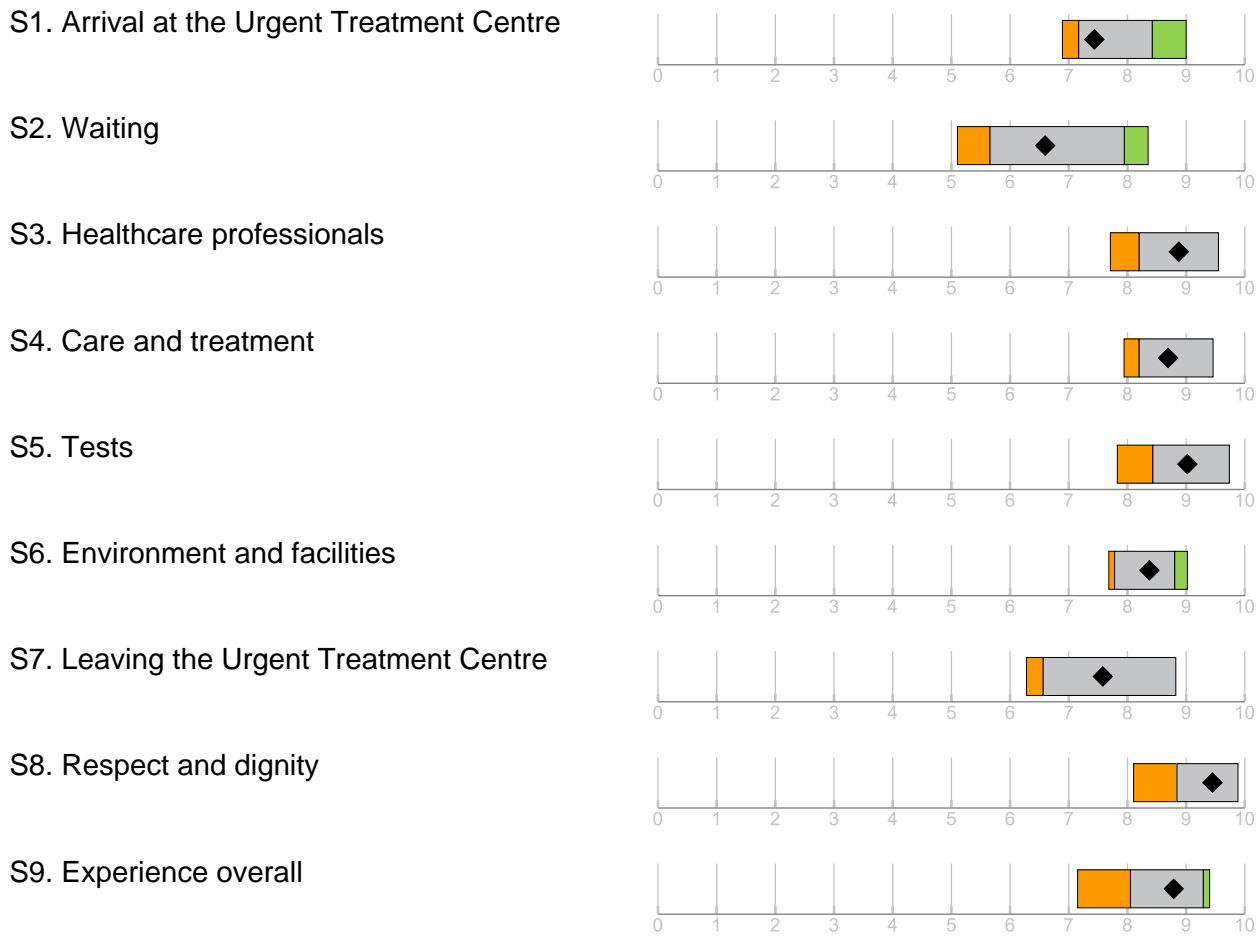 S1. Arrival at the Urgent Treatment Centre
0 1 2 3 4 5 6 7 8 9 10
S2. Waiting
0 1 2 3 4 5 6 7 8 9 10
S3. Healthcare professionals
0 1 2 3 4 5 6 7 8 9 10
S4. Care and treatment
0 1 2 3 4 5 6 7 8 9 10
S5. Tests
0 1 2 3 4 5 6 7 8 9 10
S6. Environment and facilities
0 1 2 3 4 5 6 7 8 9 10
S7. Leaving the Urgent Treatment Centre
0 1 2 3 4 5 6 7 8 9 10
S8. Respect and dignity
0 1 2 3 4 5 6 7 8 9 10
S9. Experience overall
0 1 2 3 4 5 6 7 8 9 10